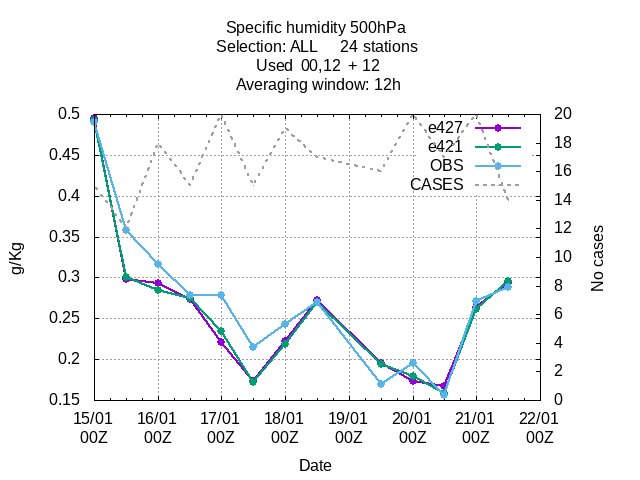 Specific humidity 500hPa
Selection: ALL 24 stations
Used 00,12 + 12
Averaging window: 12h
0.5
0.45
0.4
0.35
0.3
0.25
0.2
0.15
g/Kg
20
18
16
14
12
10
8
6
4
2
0
No cases
e427
e421
OBS
CASES
15/01 16/01 17/01 18/01 19/01 20/01 21/01 22/01
00Z 00Z 00Z 00Z 00Z 00Z 00Z 00Z
Date